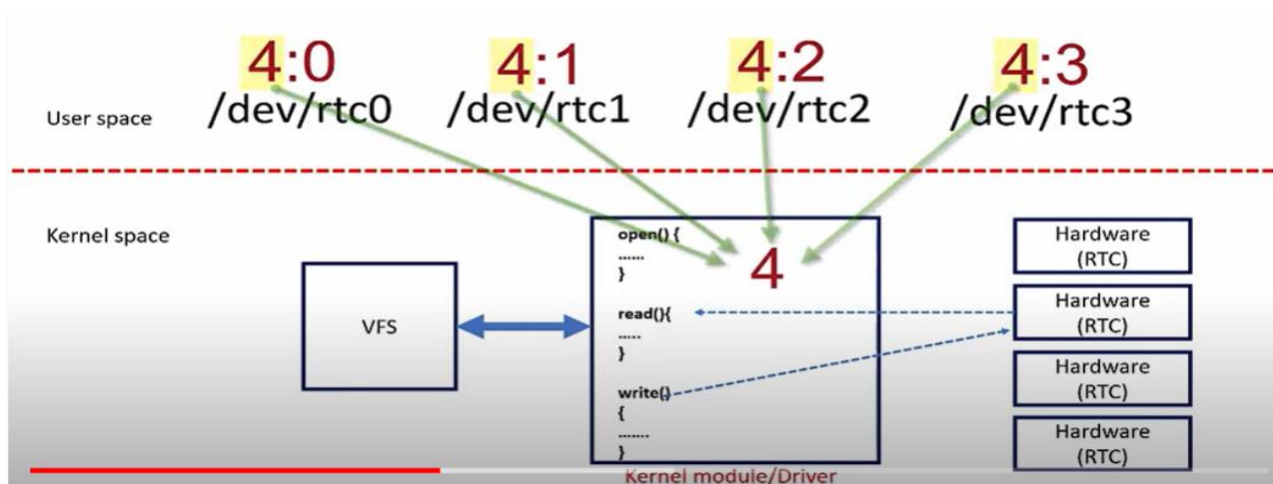 4:0 4:1 4:2 4:3
/dev/rtc0 /dev/rtc1 /dev/rtc2 /dev/rtc3
User space
Kernel space
VFS
open() {
......
}
4
read(){
.....
}
write()
{
.......
}
Kernel module/Driver
Hardware
(RTC)
Hardware
(RTC)
Hardware
(RTC)
Hardware
(RTC)